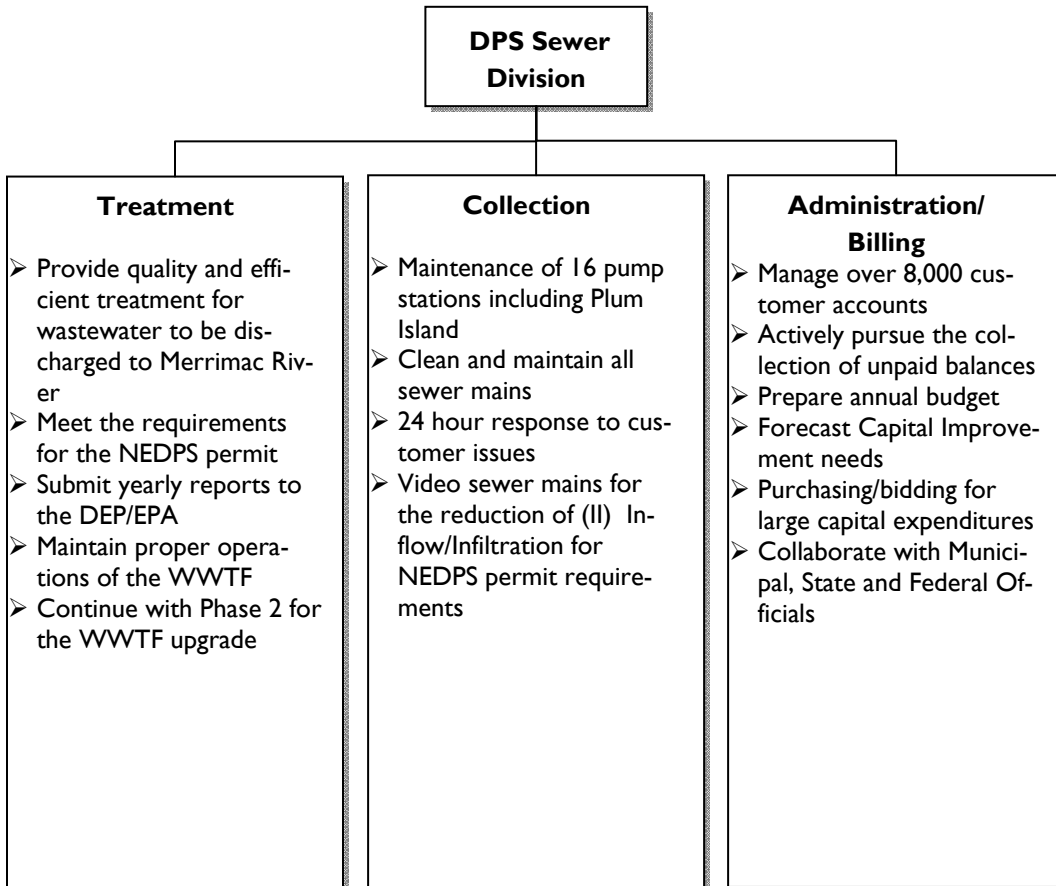 DPS Sewer
Division
Treatment
➢ Provide quality and effi-
cient treatment for
wastewater to be dis-
charged to Merrimac Riv-
er
➢ Meet the requirements
for the NEDPS permit
➢ Submit yearly reports to
the DEP/EPA
➢ Maintain proper opera-
tions of the WWTF
➢ Continue with Phase 2 for
the WWTF upgrade
Collection
➢ Maintenance of 16 pump
stations including Plum
Island
➢ Clean and maintain all
sewer mains
➢ 24 hour response to cus-
tomer issues
➢ Video sewer mains for
the reduction of (II) In-
flow/Infiltration for
NEDPS permit require-
ments
Administration/
Billing
➢ Manage over 8,000 cus-
tomer accounts
➢ Actively pursue the col-
lection of unpaid balances
➢ Prepare annual budget
➢ Forecast Capital Improve-
ment needs
➢ Purchasing/bidding for
large capital expenditures
➢ Collaborate with Munici-
pal, State and Federal Of-
ficials